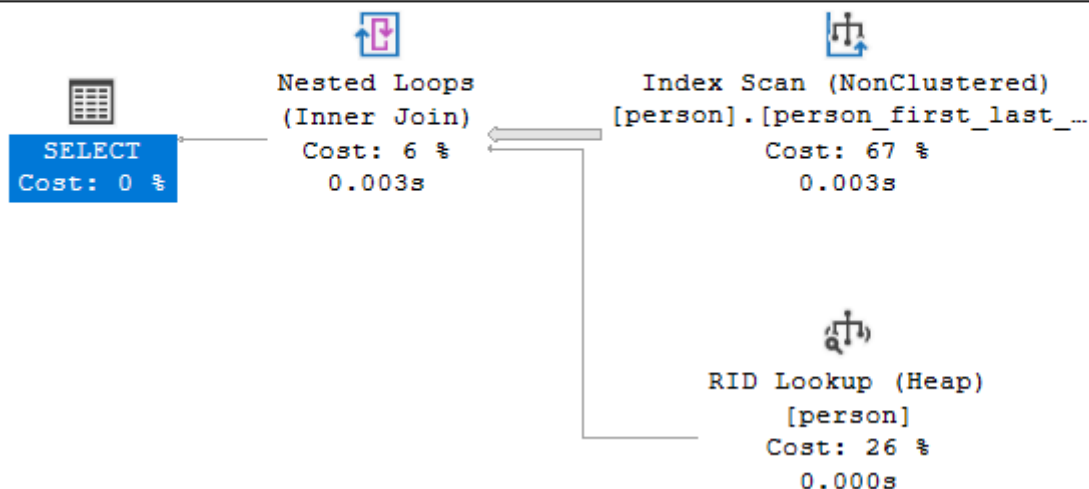 SELECT
Cost: 0 %
Nested Loops
(Inner Join)
Cost: 6 %
0.003s
Index Scan (NonClustered)
[person].[person_first_last_…
Cost: 67 %
0.003s
RID Lookup (Heap)
[person]
Cost: 26 %
0.000s